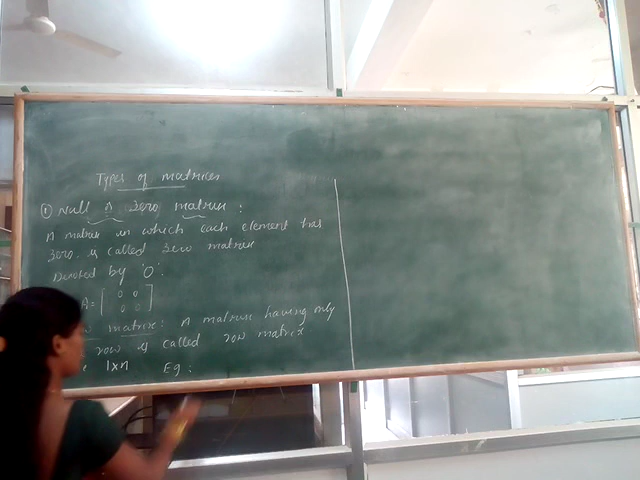 Types of matrices
① Null & zero matrix :
A matrix in which each element has
zero. is called zero matrix
Denoted by 'O'.
A = [ 0 0
0 0 ]
matrix : A matrix having only
row is called row matrix
1×n Eg :